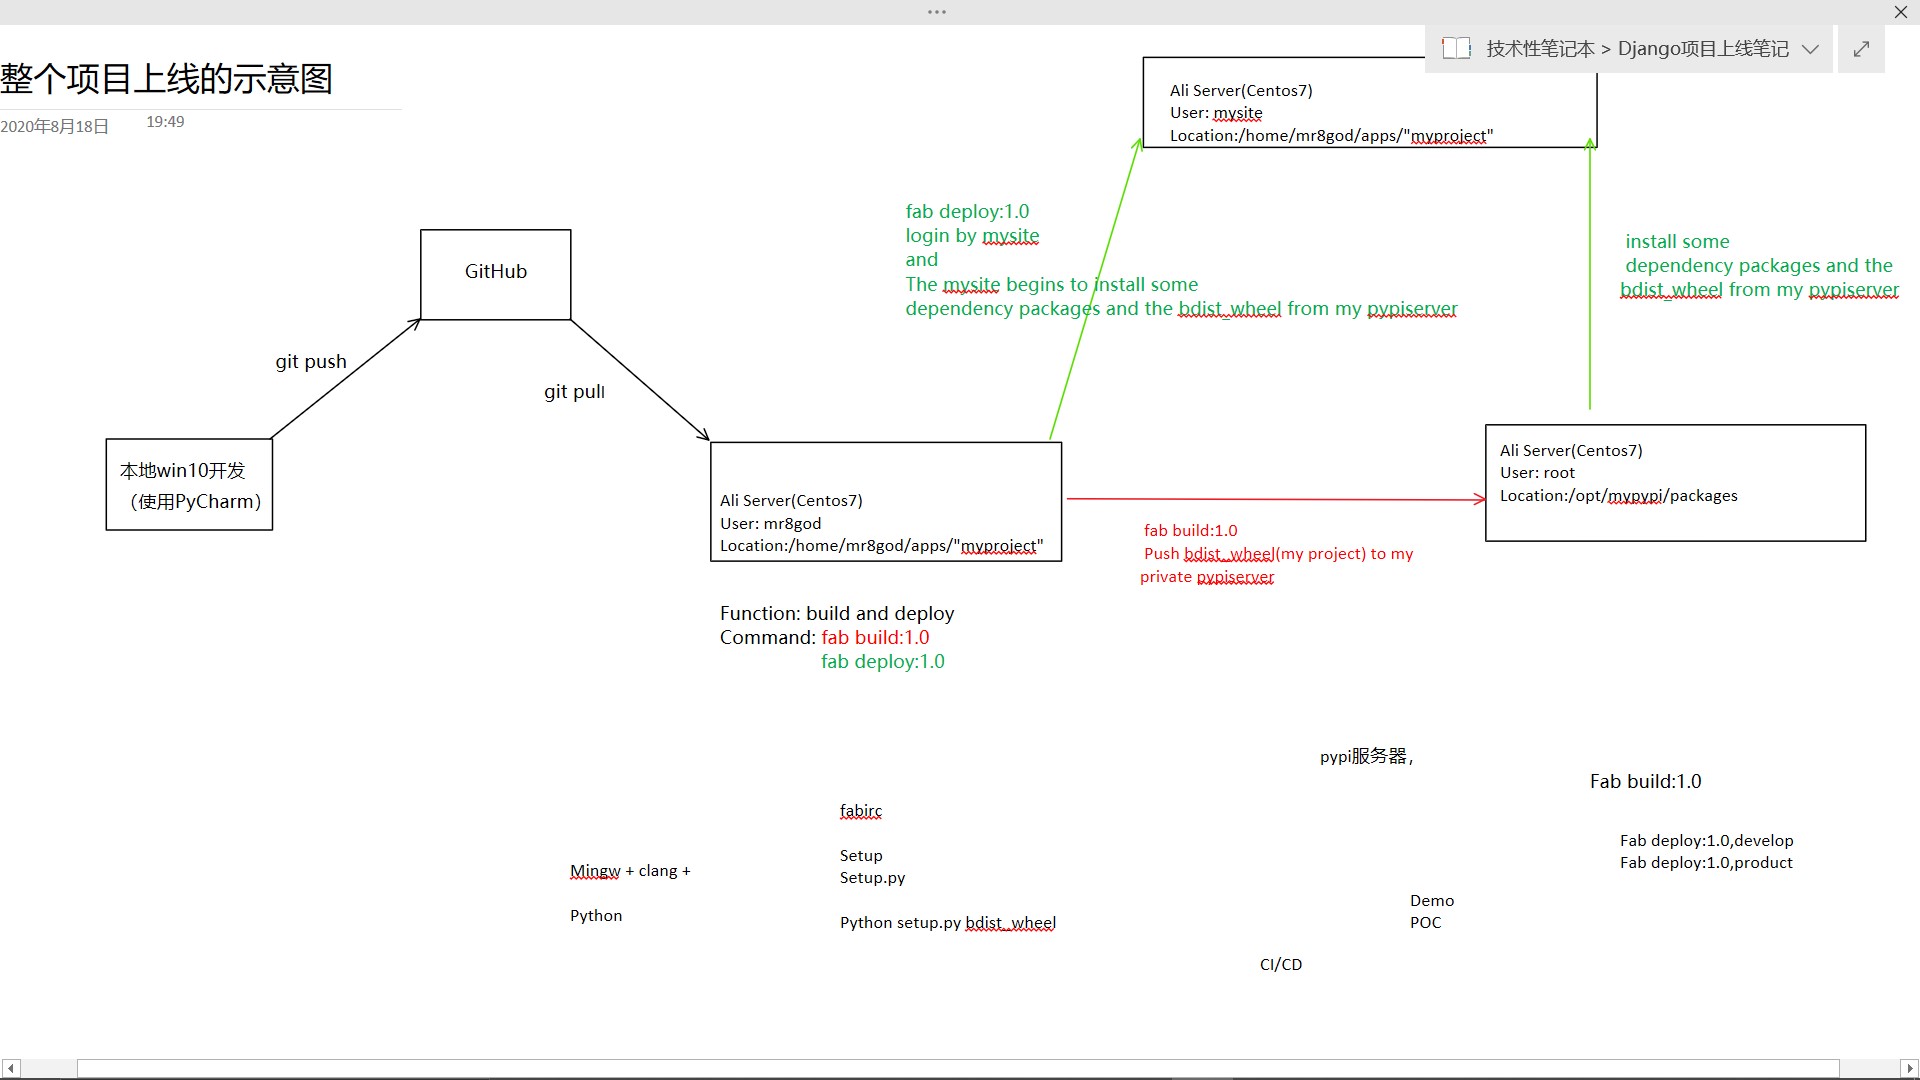 技术性笔记本 > Django项目上线笔记
整个项目上线的示意图
2020年8月18日
19:49
Ali Server(Centos7)
User: mysite
Location:/home/mr8god/apps/"myproject"
fab deploy:1.0
login by mysite
and
The mysite begins to install some
dependency packages and the bdist_wheel from my pypiserver
install some
dependency packages and the
bdist_wheel from my pypiserver
GitHub
git push
git pull
本地win10开发
（使用PyCharm）
Ali Server(Centos7)
User: mr8god
Location:/home/mr8god/apps/"myproject"
Ali Server(Centos7)
User: root
Location:/opt/mypypi/packages
fab build:1.0
Push bdist_wheel(my project) to my
private pypiserver
Function: build and deploy
Command: fab build:1.0
fab deploy:1.0
pypi服务器，
Fab build:1.0
fabirc
Fab deploy:1.0,develop
Fab deploy:1.0,product
Setup
Setup.py
Mingw + clang +
Python
Python setup.py bdist_wheel
Demo
POC
CI/CD